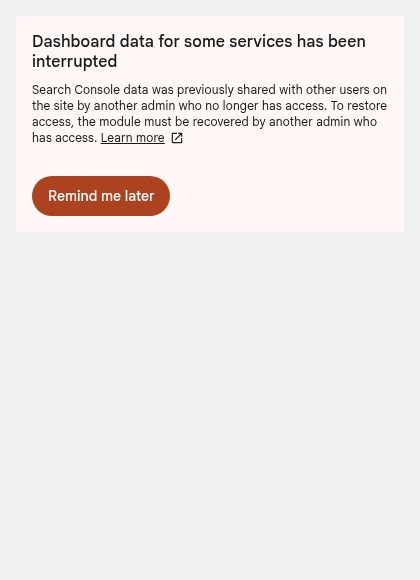 Dashboard data for some services has been
interrupted
Search Console data was previously shared with other users on
the site by another admin who no longer has access. To restore
access, the module must be recovered by another admin who
has access. Learn more
Remind me later